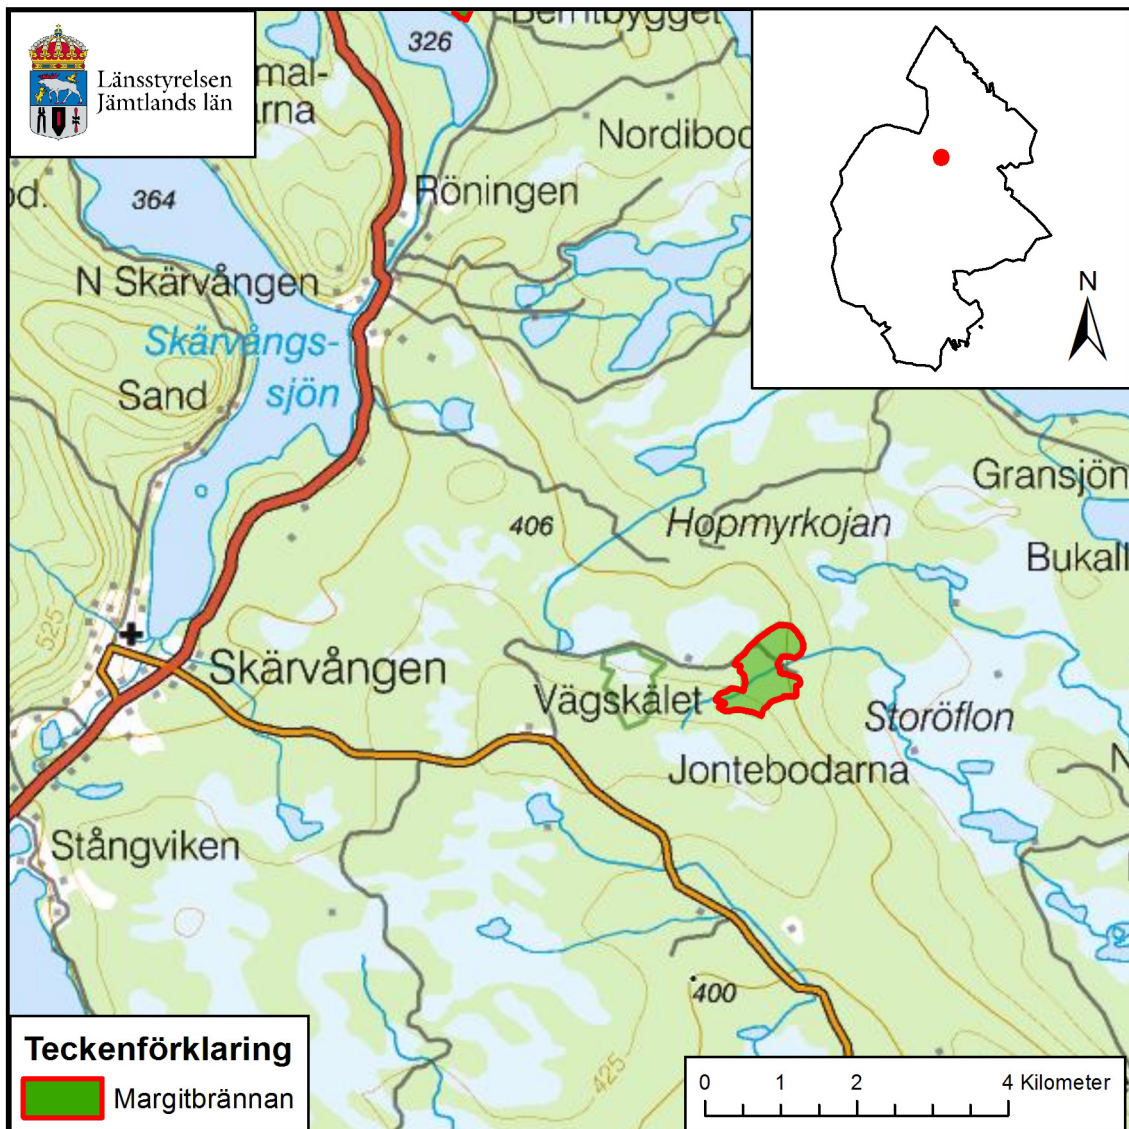 Länsstyrelsen
Jämtlands län
326
Nordibod
Röningen
364
N Skärvången
Skärvångs-
sjön
Sand
N
Gransjön
406
Hopmyrkojan
Bukall
525
Skärvången
Vägskälet
Storöflon
Jontebodarna
N
Stångviken
400
425
Teckenförklaring
Margitbrännan
0 1 2 4 Kilometer